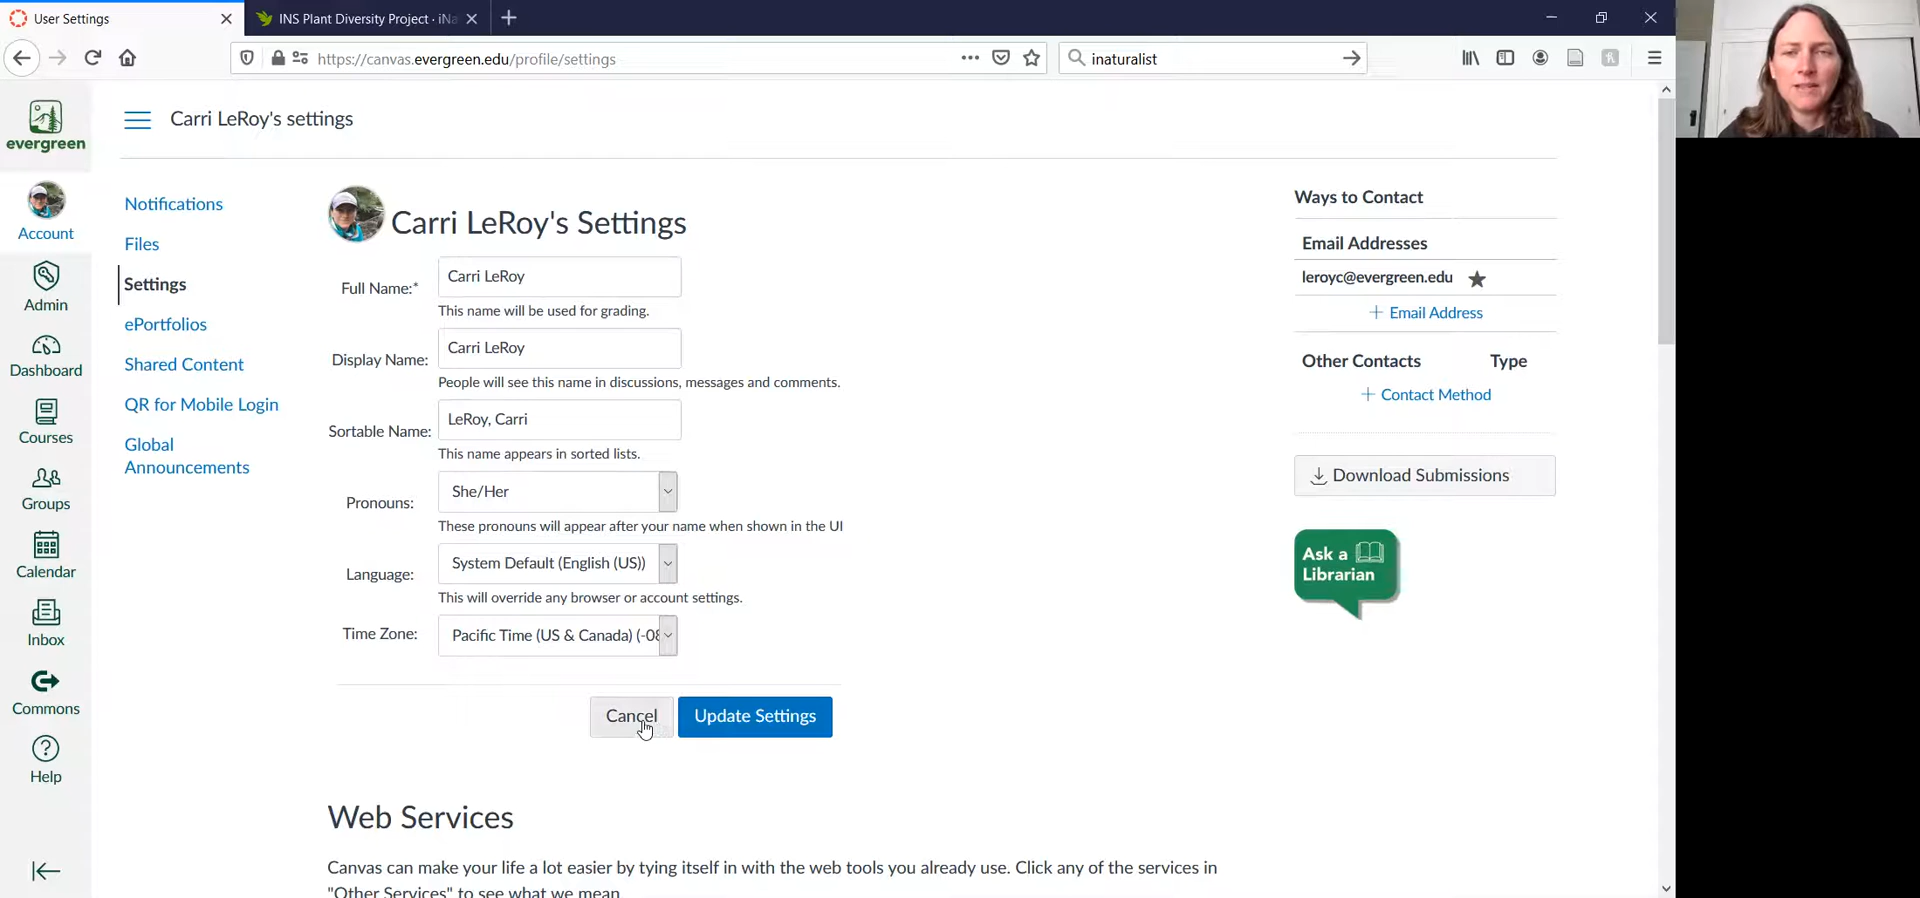 User Settings
INS Plant Diversity Project · iNa
https://canvas.evergreen.edu/profile/settings
inaturalist
evergreen
Account
Admin
Dashboard
Courses
Groups
Calendar
Inbox
Commons
Help
Carri LeRoy's settings
Notifications
Files
Settings
ePortfolios
Shared Content
QR for Mobile Login
Global
Announcements
Carri LeRoy's Settings
Full Name:* Carri LeRoy
This name will be used for grading.
Display Name: Carri LeRoy
People will see this name in discussions, messages and comments.
Sortable Name: LeRoy, Carri
This name appears in sorted lists.
Pronouns: She/Her
These pronouns will appear after your name when shown in the UI
Language: System Default (English (US))
This will override any browser or account settings.
Time Zone: Pacific Time (US & Canada) (-08
Cancel Update Settings
Web Services
Canvas can make your life a lot easier by tying itself in with the web tools you already use. Click any of the services in
"Other Services" to see what we mean
Ways to Contact
Email Addresses
leroyc@evergreen.edu
+ Email Address
Other Contacts Type
+ Contact Method
Download Submissions
Ask a
Librarian